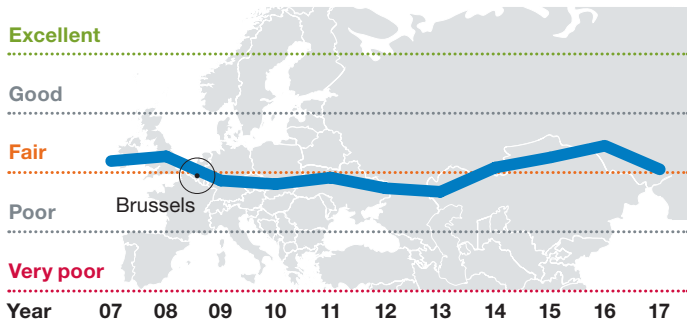 Excellent
Good
Fair
Brussels
Poor
Very poor
Year 07 08 09 10 11 12 13 14 15 16 17